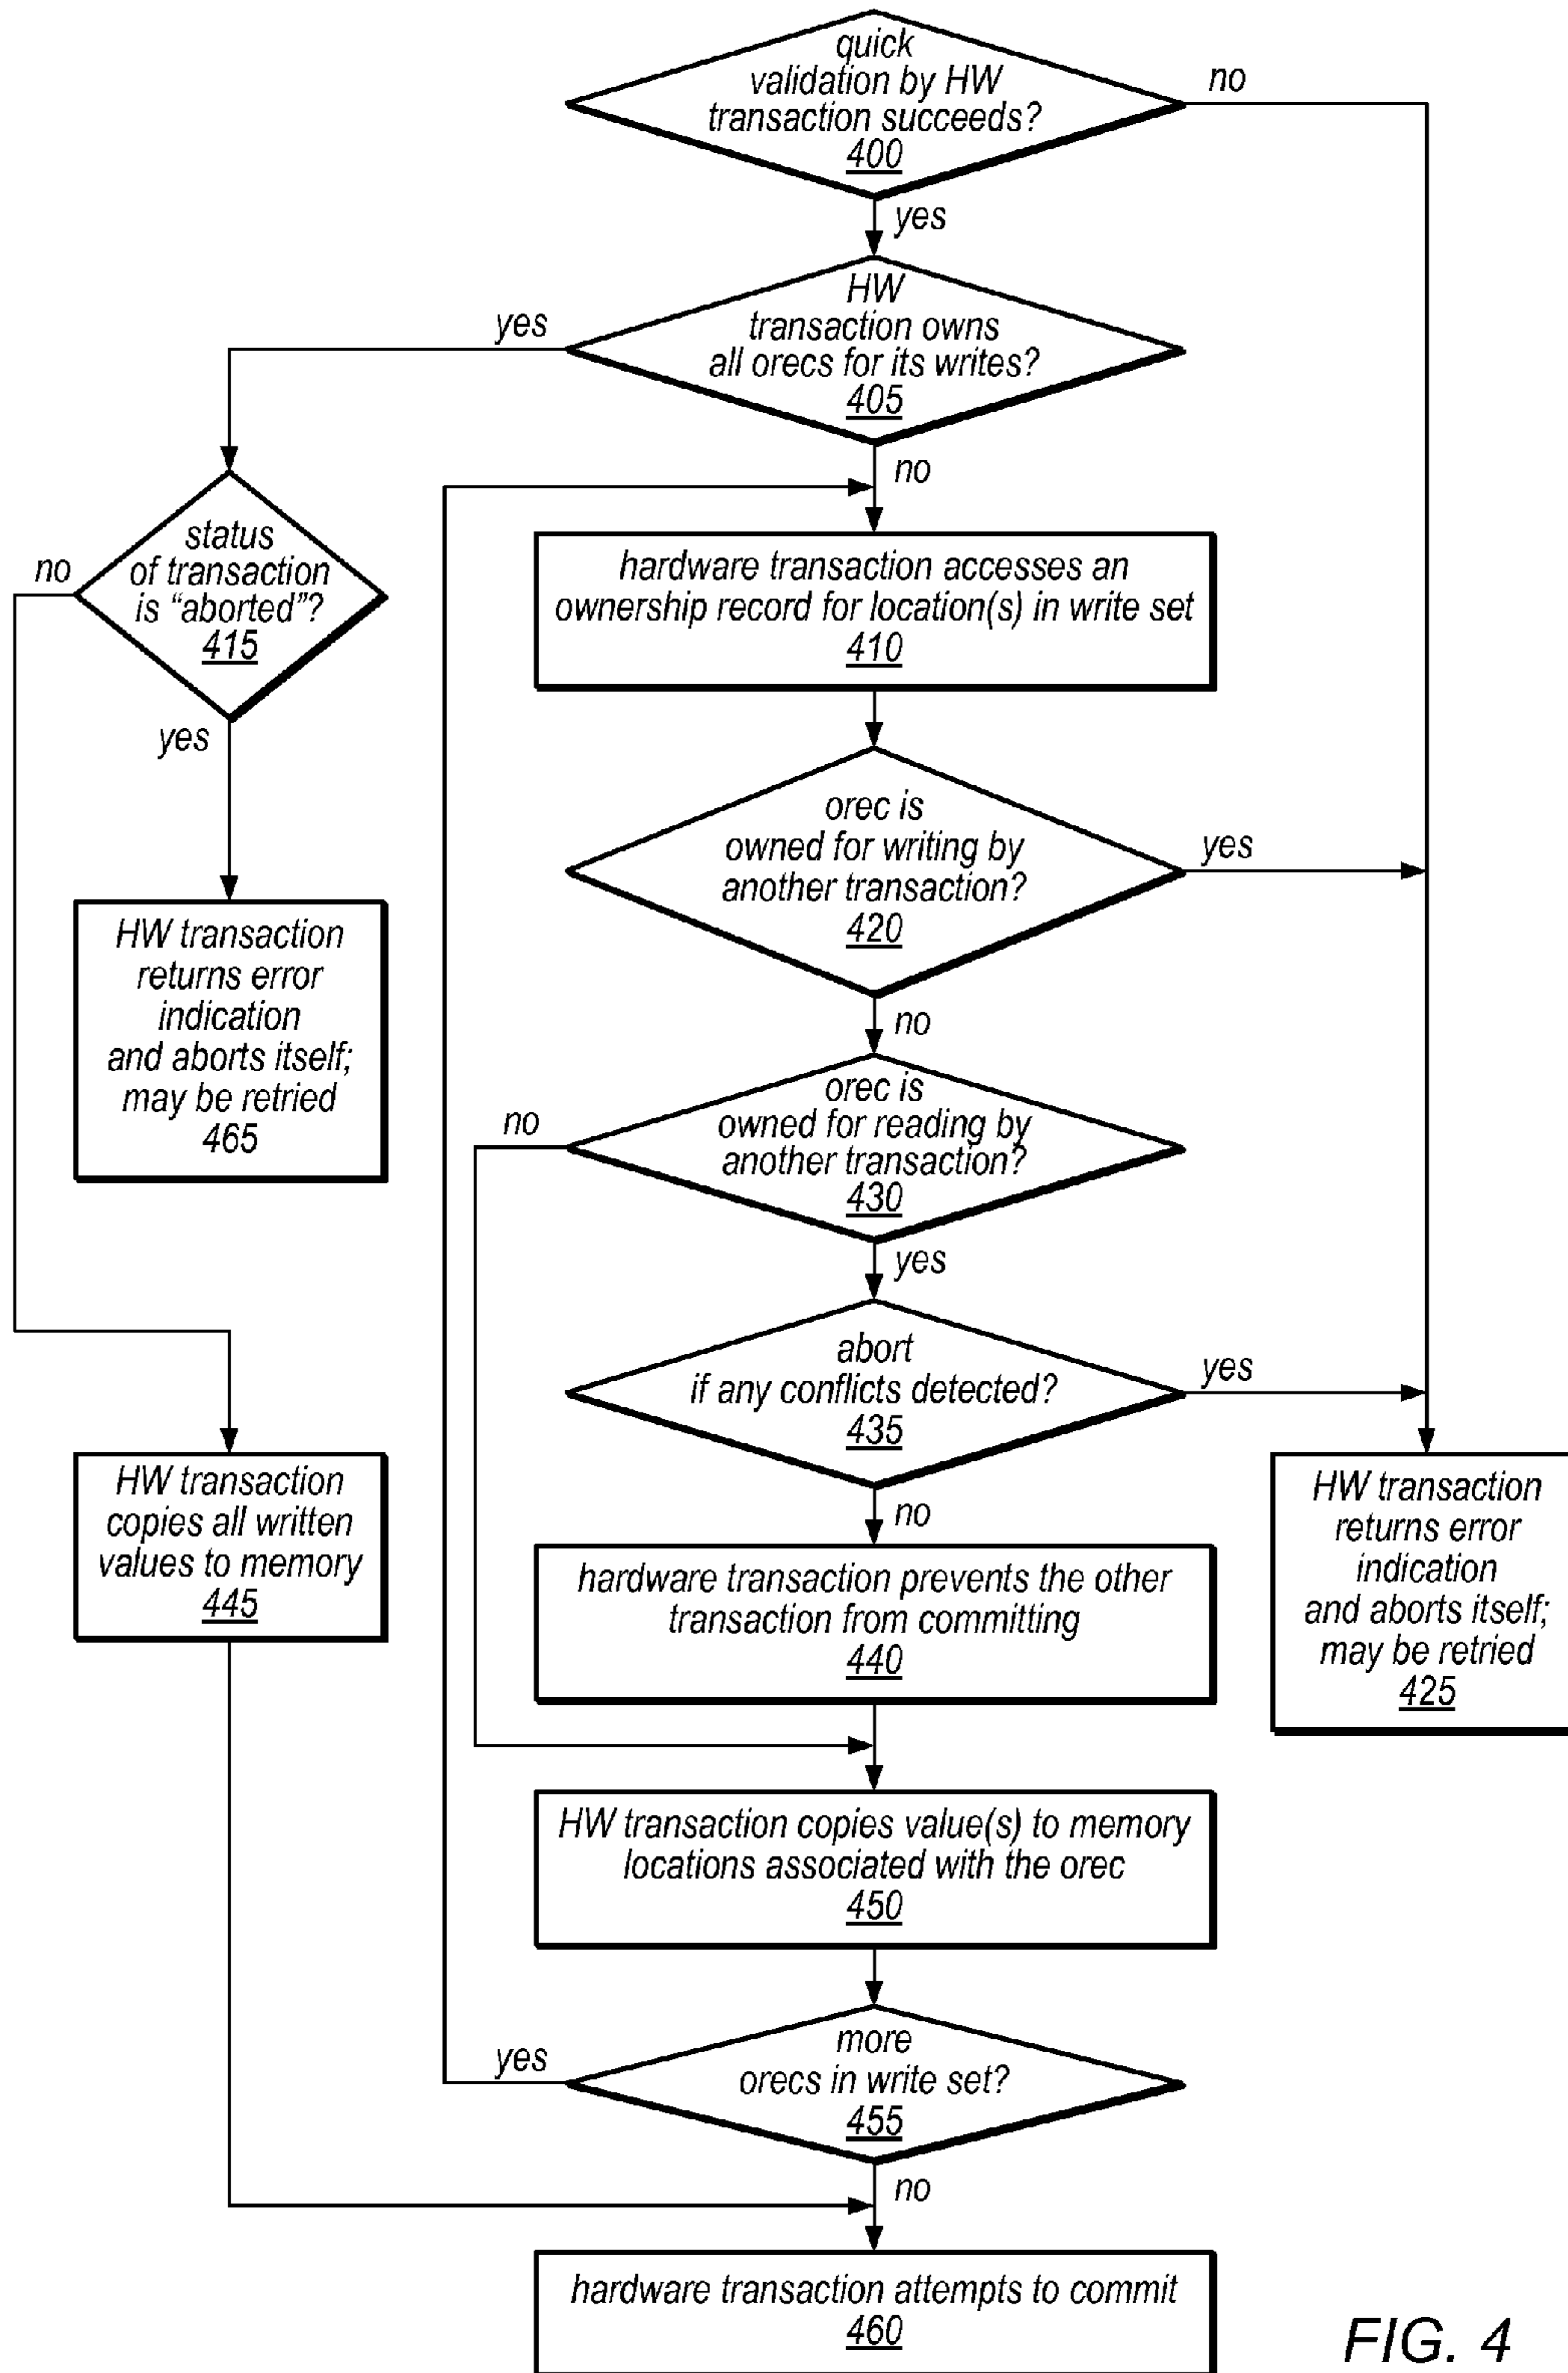 quick
validation by HW
transaction succeeds?
400
no
yes
HW
transaction owns
all orecs for its writes?
405
yes
no
status
of transaction
is “aborted”?
415
no
yes
hardware transaction accesses an
ownership record for location(s) in write set
410
orec is
owned for writing by
another transaction?
420
yes
no
HW transaction
returns error
indication
and aborts itself;
may be retried
465
orec is
owned for reading by
another transaction?
430
no
yes
abort
if any conflicts detected?
435
yes
no
HW transaction
copies all written
values to memory
445
hardware transaction prevents the other
transaction from committing
440
HW transaction
returns error
indication
and aborts itself;
may be retried
425
HW transaction copies value(s) to memory
locations associated with the orec
450
more
orecs in write set?
455
yes
no
hardware transaction attempts to commit
460
FIG. 4